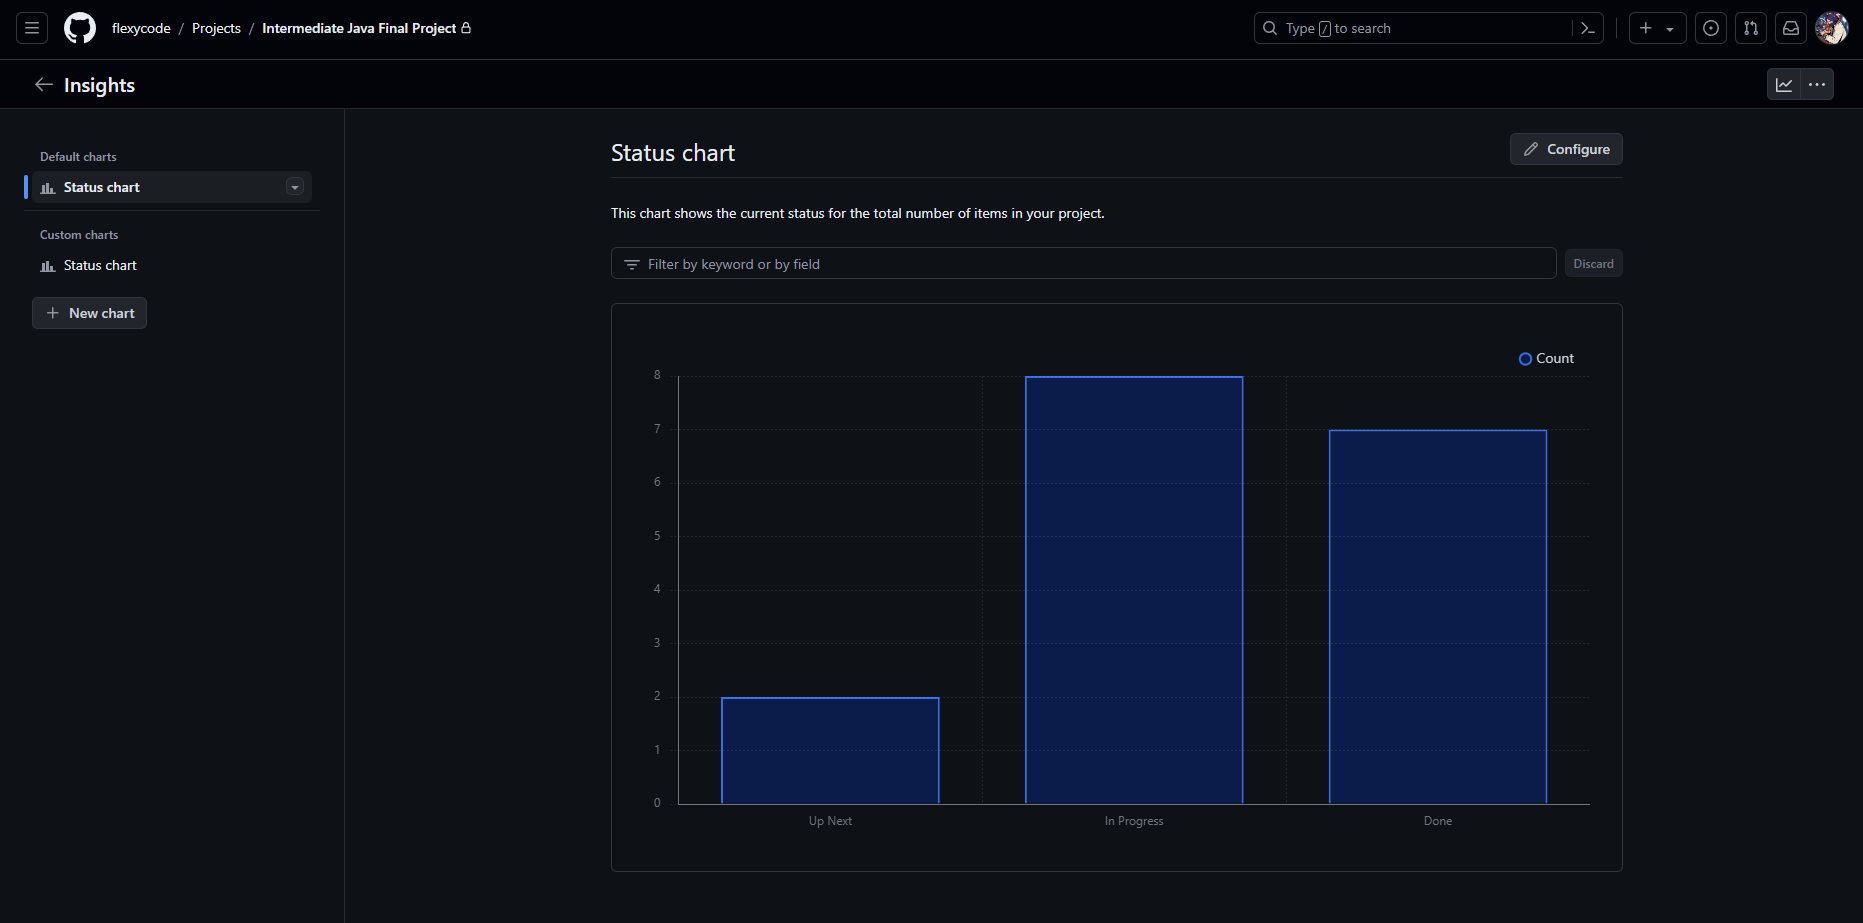 flexycode / Projects / Intermediate Java Final Project
Type / to search
Insights
Default charts
Status chart
Custom charts
Status chart
New chart
Status chart
Configure
This chart shows the current status for the total number of items in your project.
Filter by keyword or by field
Discard
Count
8
7
6
5
4
3
2
1
0
Up Next
In Progress
Done